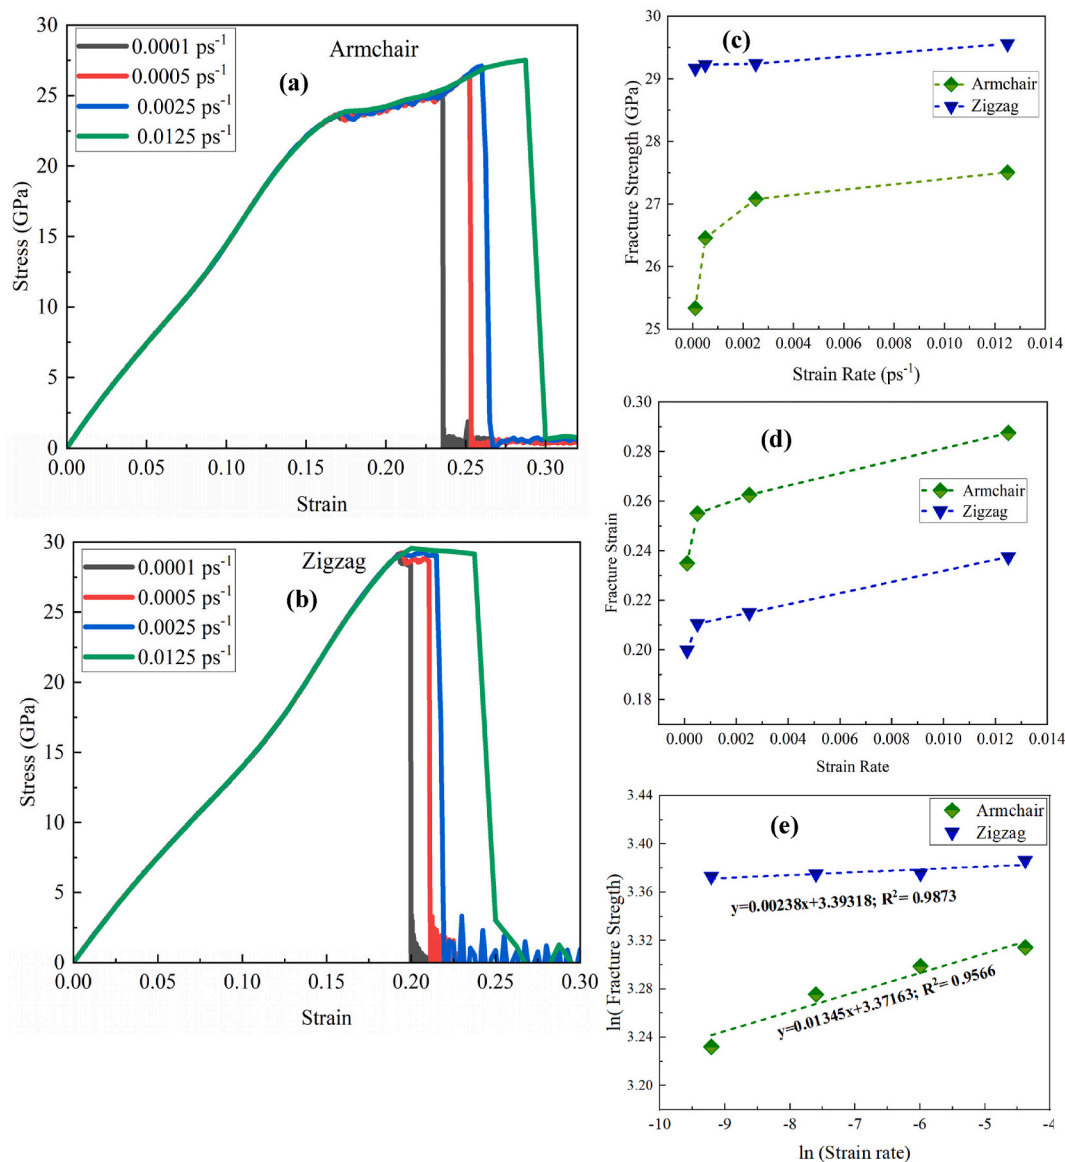 30
25
20
15
10
5
0
Stress (GPa)
0.0001 ps-1
0.0005 ps-1
0.0025 ps-1
0.0125 ps-1
Armchair
(a)
0.00 0.05 0.10 0.15 0.20 0.25 0.30
Strain
30
25
20
15
10
5
0
Stress (GPa)
0.0001 ps-1
0.0005 ps-1
0.0025 ps-1
0.0125 ps-1
Zigzag
(b)
0.00 0.05 0.10 0.15 0.20 0.25 0.30
Strain
30
29
28
27
26
25
Fracture Strength (GPa)
(c)
Armchair
Zigzag
0.000 0.002 0.004 0.006 0.008 0.010 0.012 0.014
Strain Rate (ps-1)
0.30
0.28
0.26
0.24
0.22
0.20
0.18
Fracture Strain
(d)
Armchair
Zigzag
0.000 0.002 0.004 0.006 0.008 0.010 0.012 0.014
Strain Rate
3.44
3.40
3.36
3.32
3.28
3.24
3.20
ln( Fracture Stregth)
(e)
Armchair
Zigzag
y=0.00238x+3.39318; R2= 0.9873
y=0.01345x+3.37163; R2= 0.9566
-10 -9 -8 -7 -6 -5 -4
ln (Strain rate)